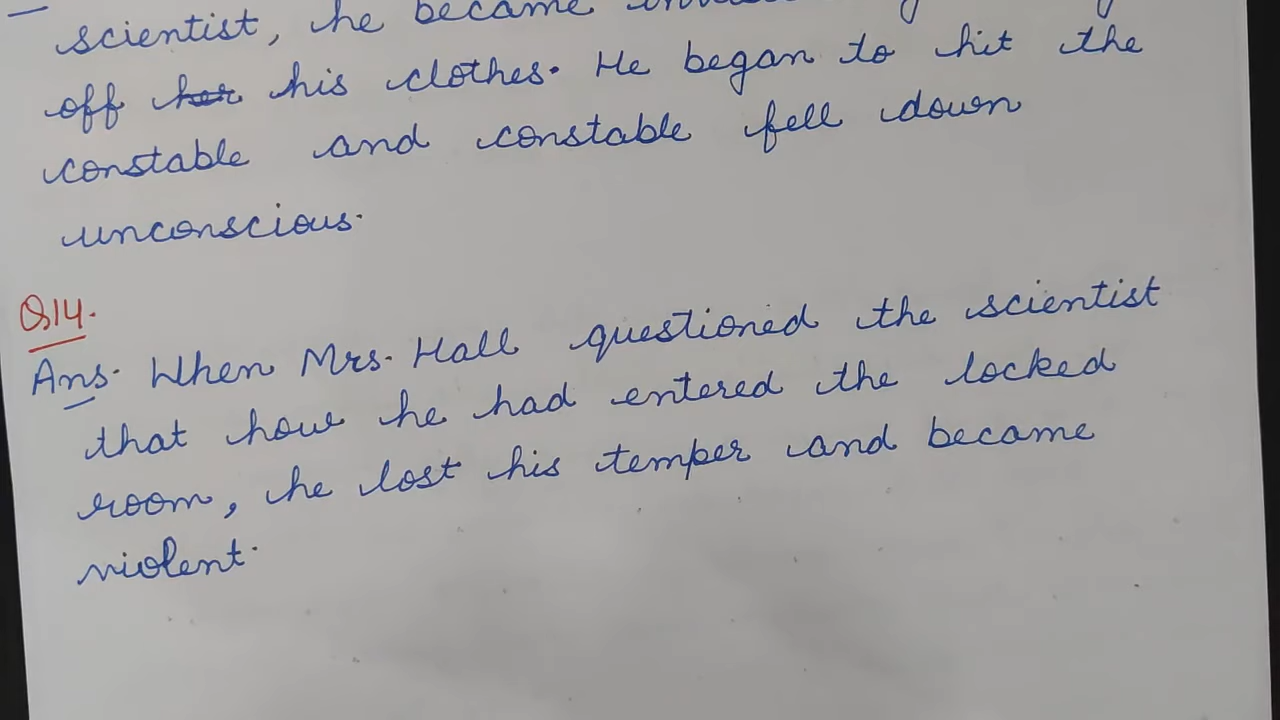 scientist, he became
off her his clothes. He began to hit the
constable and constable fell down
unconscious.
Q14.
Ans. When Mrs. Hall questioned the scientist
that how he had entered the locked
room, he lost his temper and became
violent.